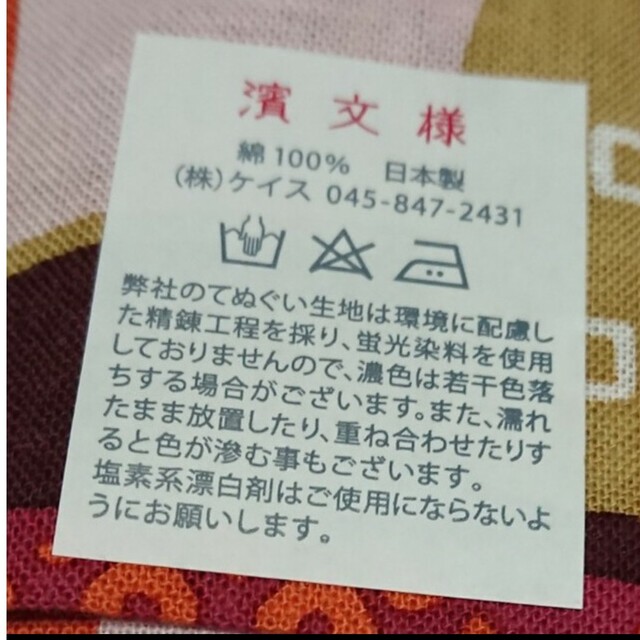 濱文様
綿100% 日本製
(株)ケイス 045-847-2431
弊社のてぬぐい生地は環境に配慮し
た精錬工程を採り、蛍光染料を使用
しておりませんので、濃色は若干色落
ちする場合がございます。また、濡れ
たまま放置したり、重ね合わせたりす
ると色が滲む事もございます。
塩素系漂白剤はご使用にならないよ
うにお願いします。